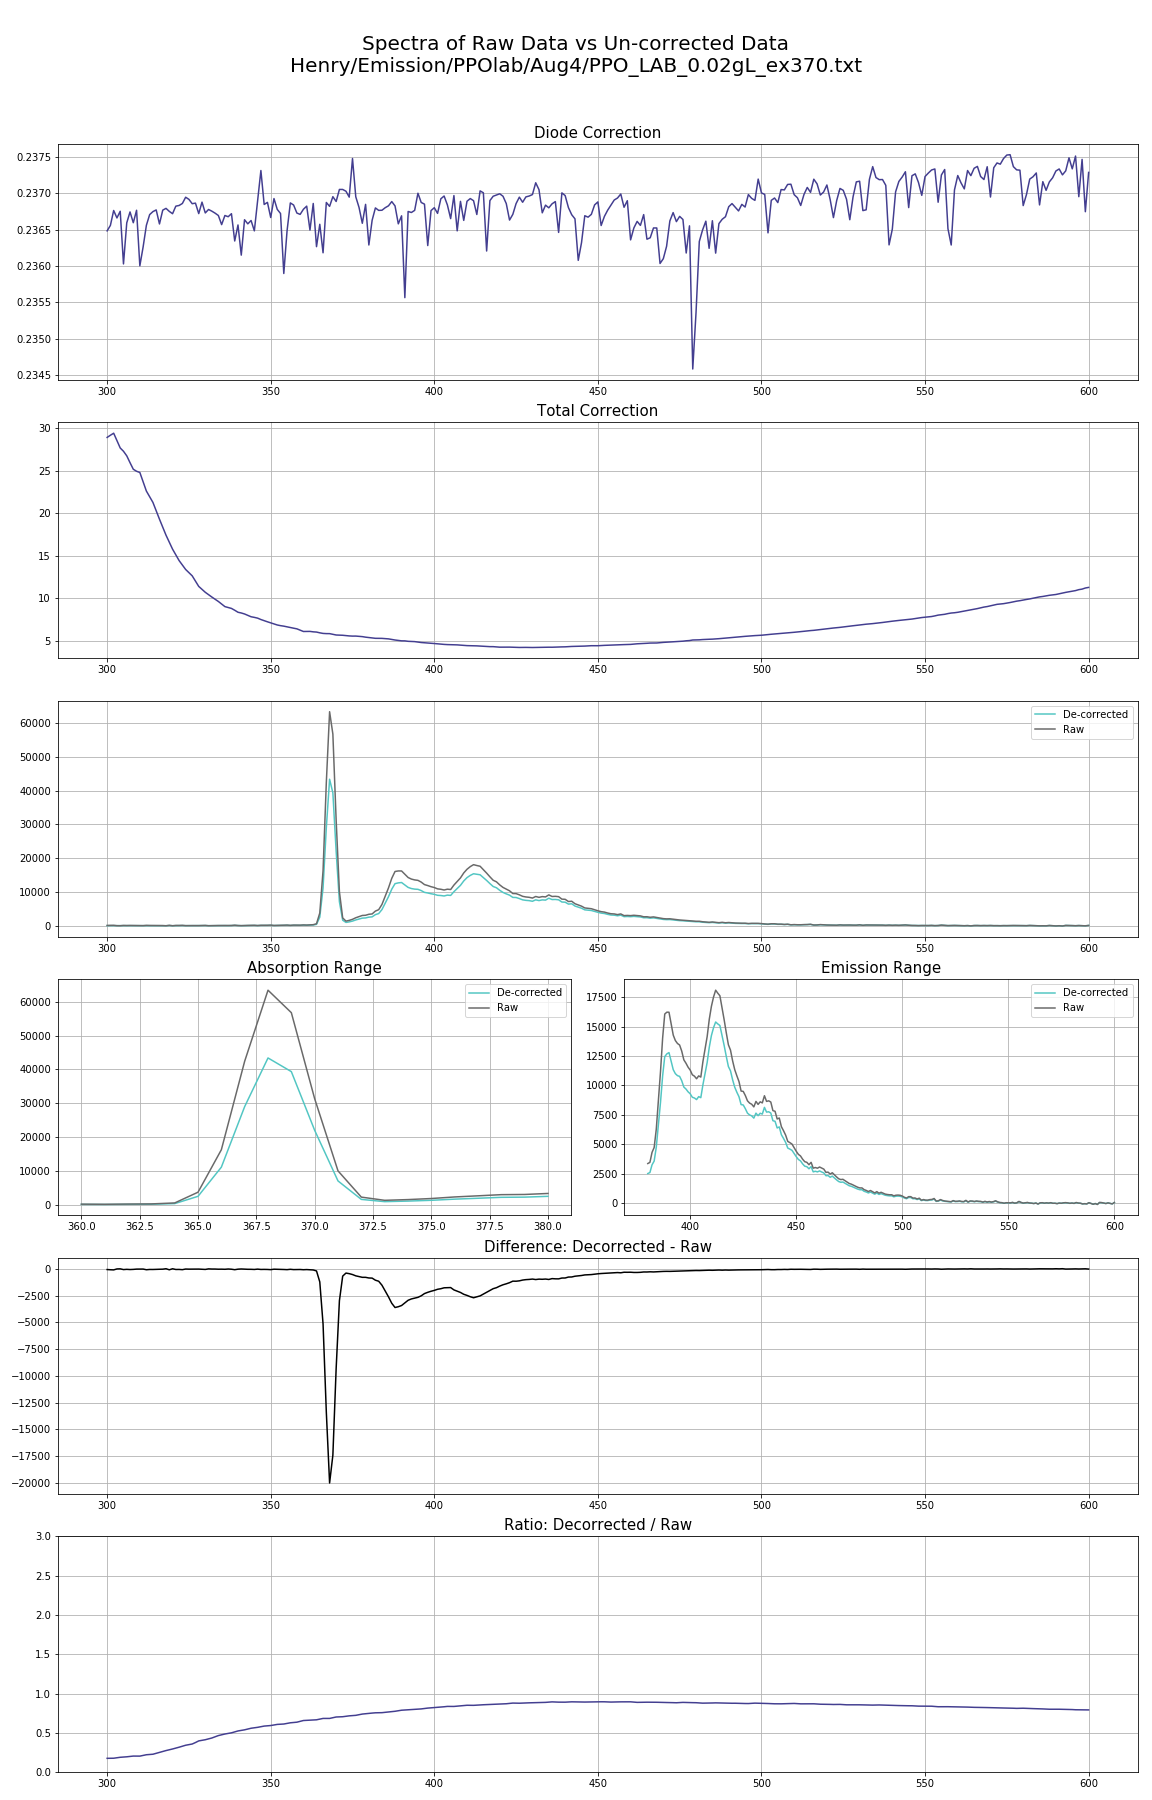 Spectra of Raw Data vs Un-corrected Data
Henry/Emission/PPOlab/Aug4/PPO_LAB_0.02gL_ex370.txt
Diode Correction
0.2375
0.2370
0.2365
0.2360
0.2355
0.2350
0.2345
300 350 400 450 500 550 600
Total Correction
30
25
20
15
10
5
300 350 400 450 500 550 600
De-corrected
Raw
60000
50000
40000
30000
20000
10000
0
300 350 400 450 500 550 600
Absorption Range
De-corrected
Raw
60000
50000
40000
30000
20000
10000
0
360.0 362.5 365.0 367.5 370.0 372.5 375.0 377.5 380.0
Emission Range
De-corrected
Raw
17500
15000
12500
10000
7500
5000
2500
0
400 450 500 550 600
Difference: Decorrected - Raw
0
−2500
−5000
−7500
−10000
−12500
−15000
−17500
−20000
300 350 400 450 500 550 600
Ratio: Decorrected / Raw
3.0
2.5
2.0
1.5
1.0
0.5
0.0
300 350 400 450 500 550 600